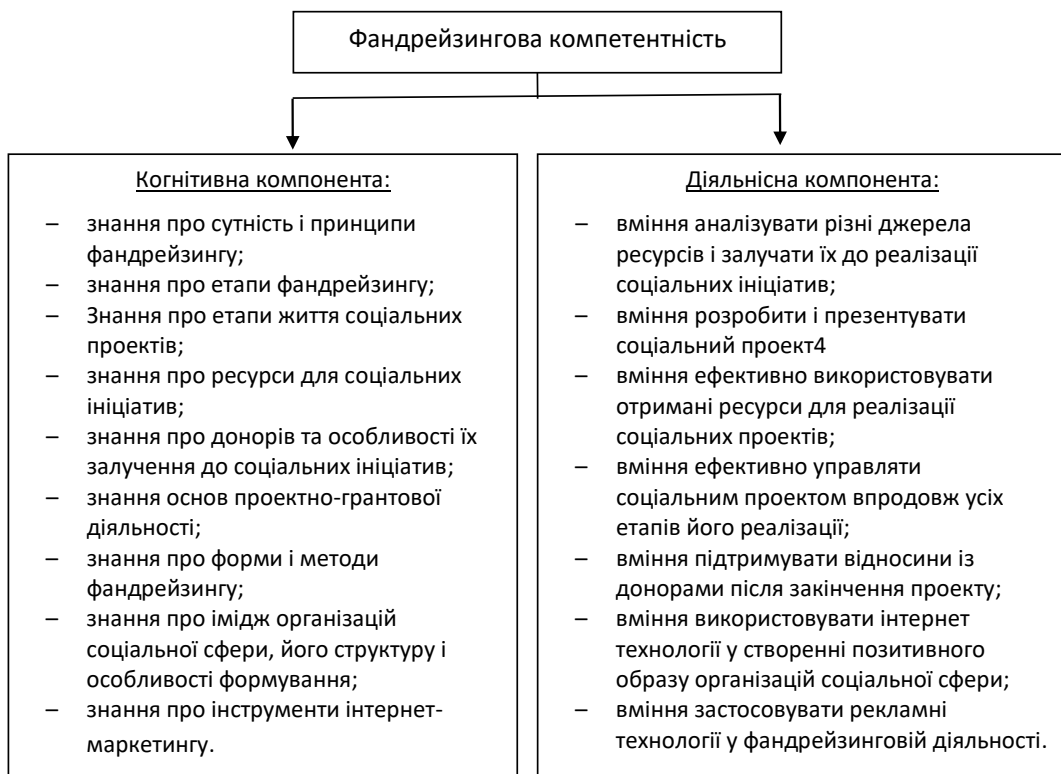 Фандрейзингова компетентність
Когнітивна компонента:
– знання про сутність і принципи
фандрейзингу;
– знання про етапи фандрейзингу;
– Знання про етапи життя соціальних
проектів;
– знання про ресурси для соціальних
ініціатив;
– знання про донорів та особливості їх
залучення до соціальних ініціатив;
– знання основ проектно-грантової
діяльності;
– знання про форми і методи
фандрейзингу;
– знання про імідж організацій
соціальної сфери, його структуру і
особливості формування;
– знання про інструменти інтернет-
маркетингу.
Діяльнісна компонента:
– вміння аналізувати різні джерела
ресурсів і залучати їх до реалізації
соціальних ініціатив;
– вміння розробити і презентувати
соціальний проект4
– вміння ефективно використовувати
отримані ресурси для реалізації
соціальних проектів;
– вміння ефективно управляти
соціальним проектом впродовж усіх
етапів його реалізації;
– вміння підтримувати відносини із
донорами після закінчення проекту;
– вміння використовувати інтернет
технології у створенні позитивного
образу організацій соціальної сфери;
– вміння застосовувати рекламні
технології у фандрейзинговій діяльності.